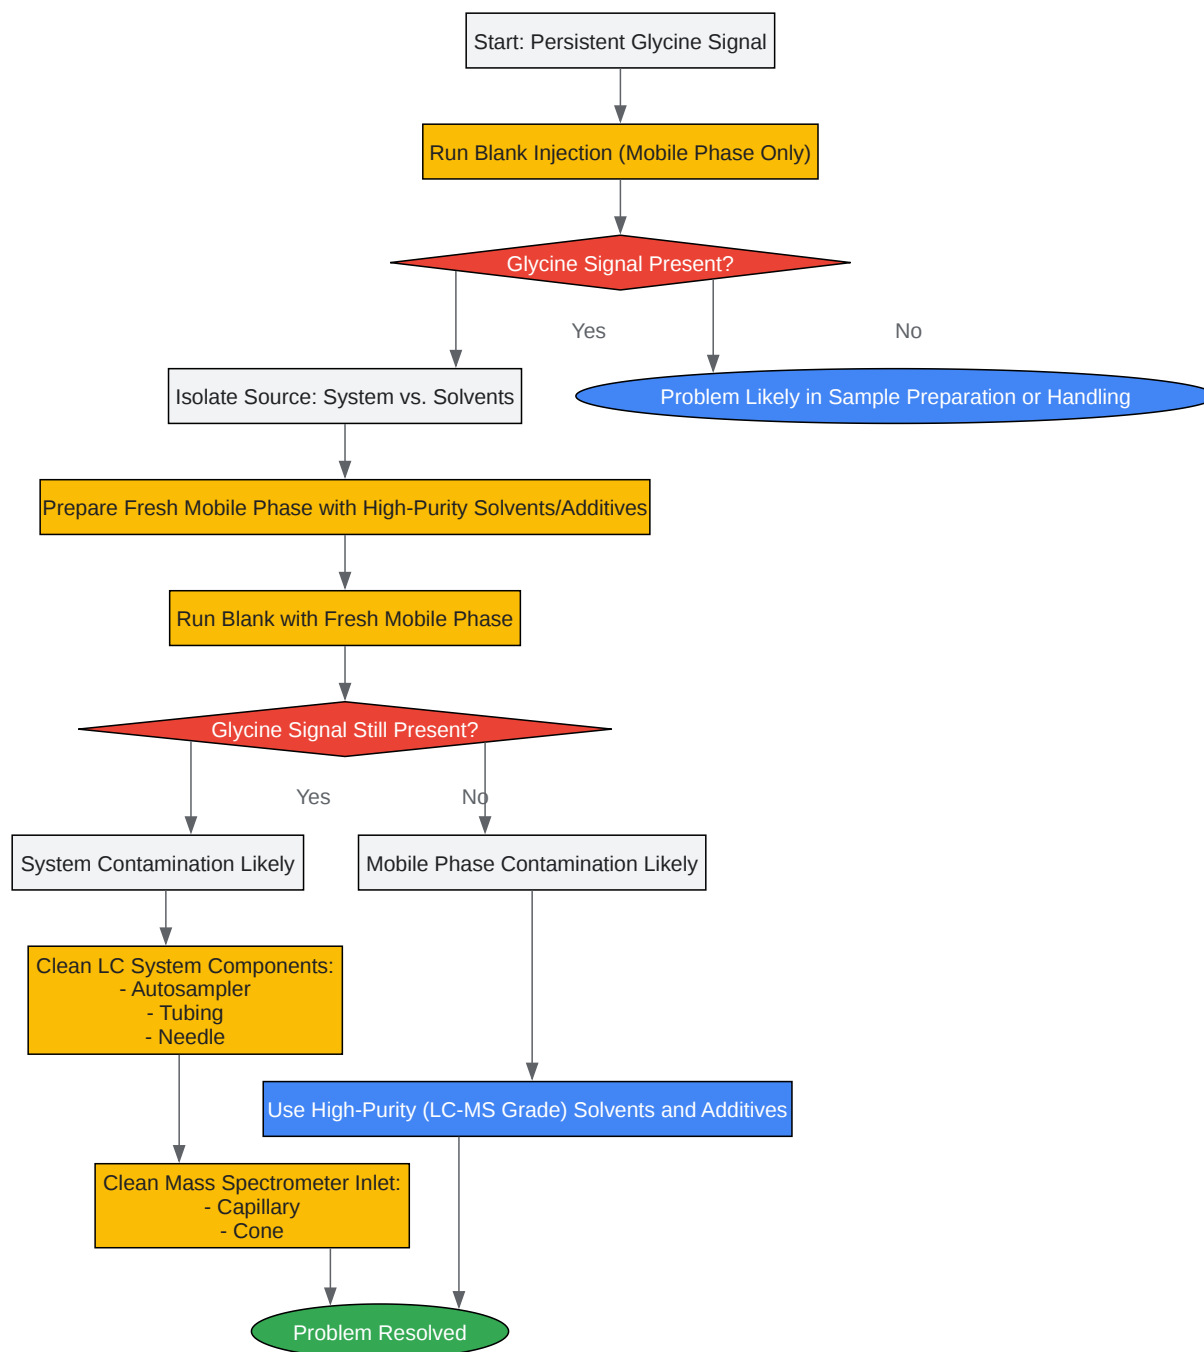 Start: Persistent Glycine Signal
Run Blank Injection (Mobile Phase Only)
Glycine Signal Present?
Yes
No
Isolate Source: System vs. Solvents
Problem Likely in Sample Preparation or Handling
Prepare Fresh Mobile Phase with High-Purity Solvents/Additives
Run Blank with Fresh Mobile Phase
Glycine Signal Still Present?
Yes
No
System Contamination Likely
Mobile Phase Contamination Likely
Clean LC System Components:
- Autosampler
- Tubing
- Needle
Use High-Purity (LC-MS Grade) Solvents and Additives
Clean Mass Spectrometer Inlet:
- Capillary
- Cone
Problem Resolved